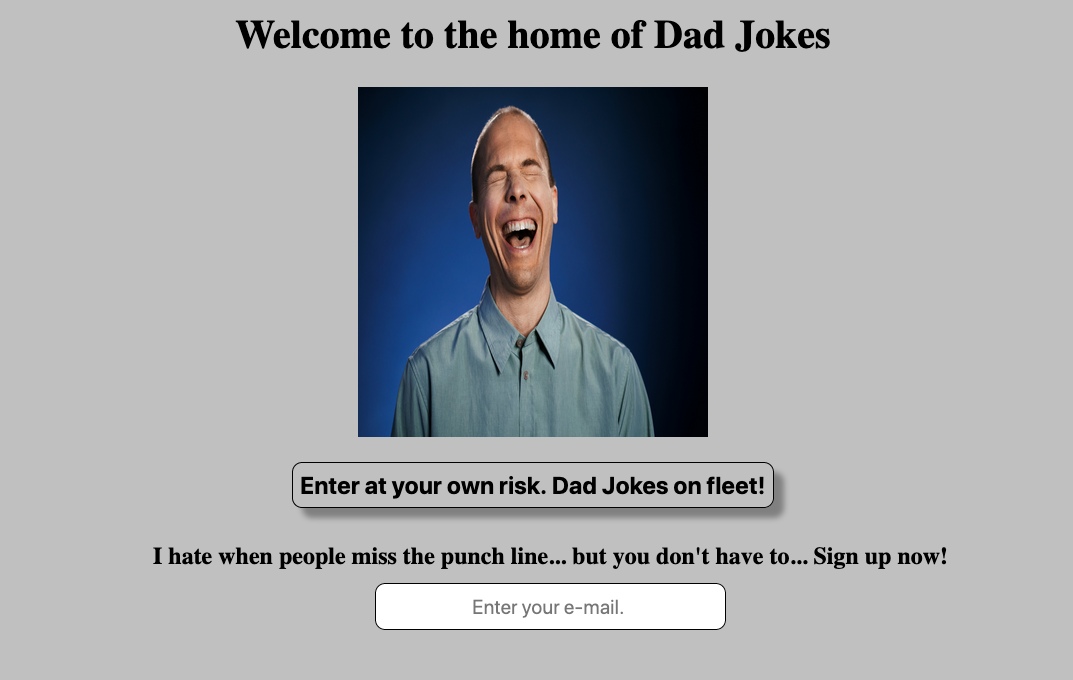 Welcome to the home of Dad Jokes
Enter at your own risk. Dad Jokes on fleet!
I hate when people miss the punch line... but you don't have to... Sign up now!
Enter your e-mail.